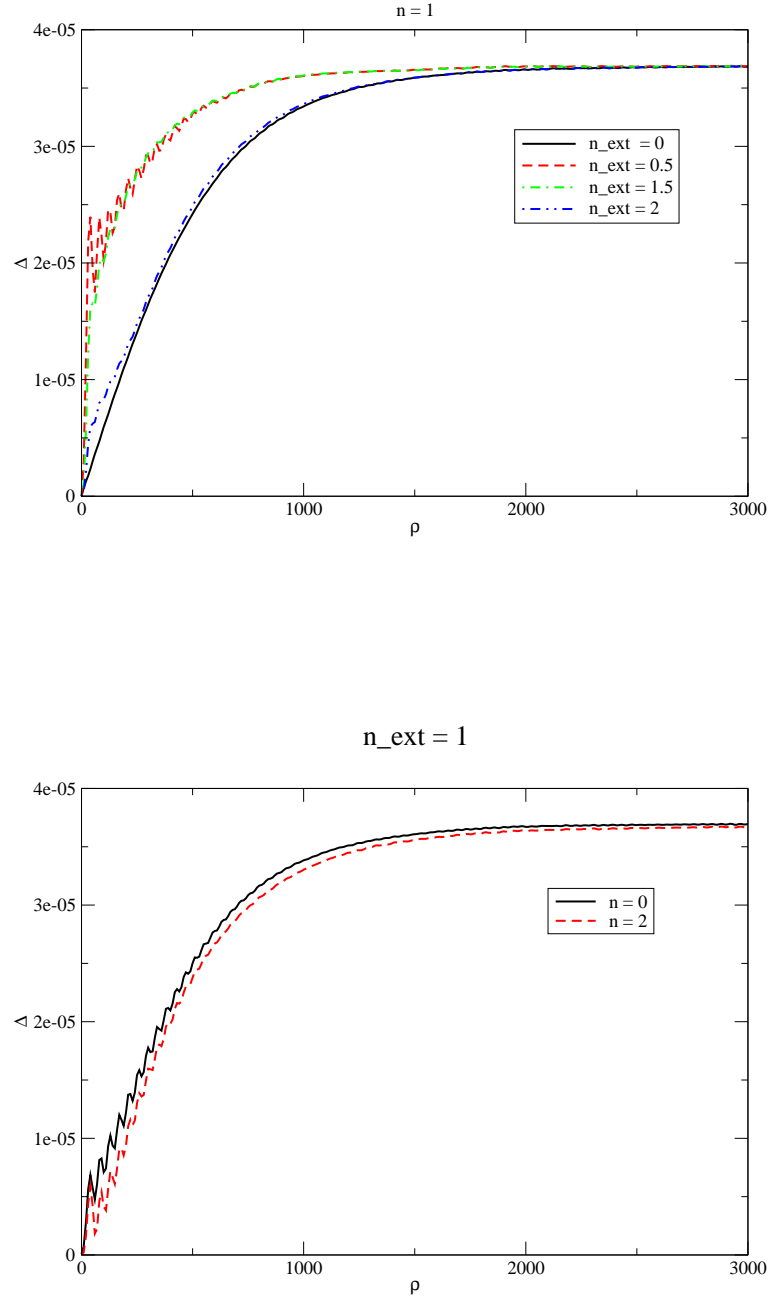 n = 1
4e-05
3e-05
2e-05
1e-05
0
Δ
n_ext = 0
n_ext = 0.5
n_ext = 1.5
n_ext = 2
0 1000 2000 3000
ρ
n_ext = 1
4e-05
3e-05
2e-05
1e-05
0
Δ
n = 0
n = 2
0 1000 2000 3000
ρ